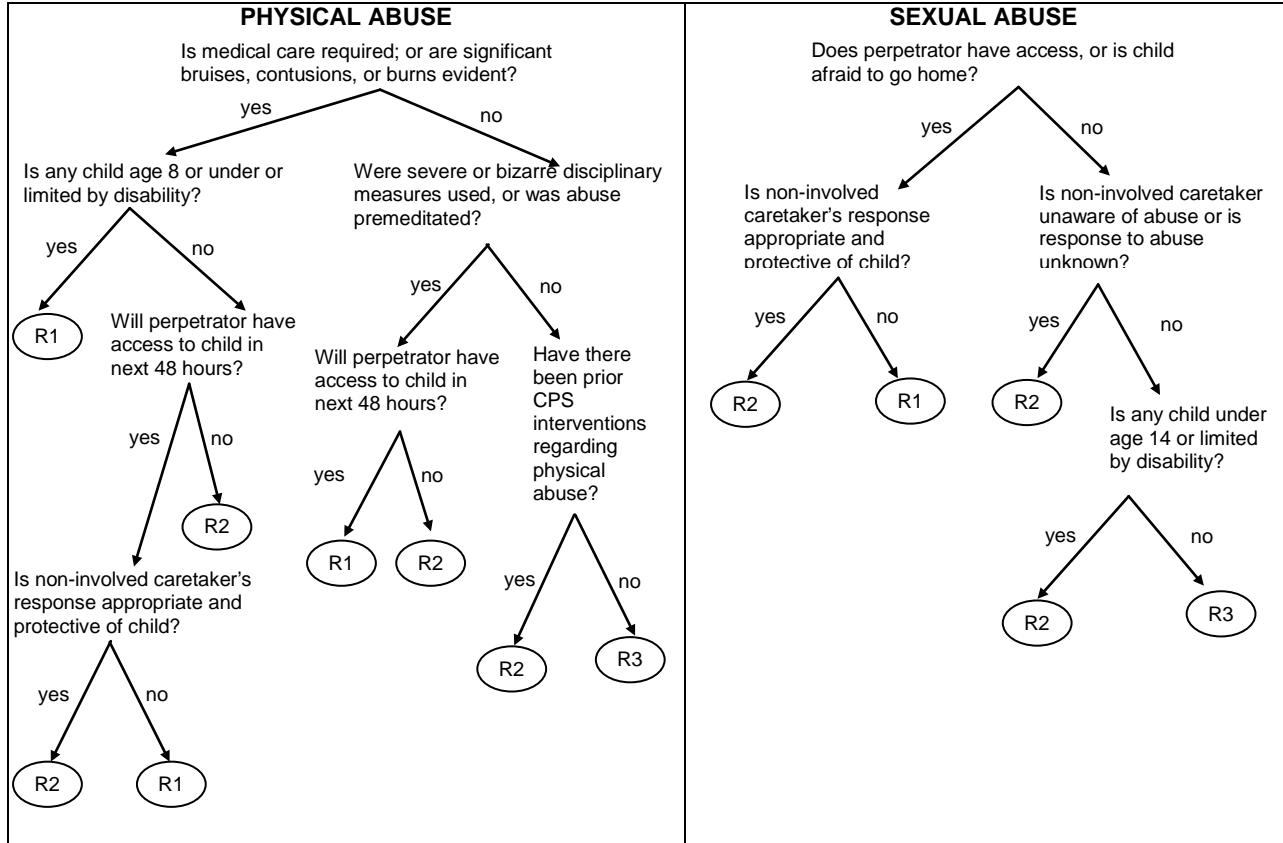 PHYSICAL ABUSE
Is medical care required; or are significant
bruises, contusions, or burns evident?
yes
no
Is any child age 8 or under or
limited by disability?
Were severe or bizarre disciplinary
measures used, or was abuse
premeditated?
yes
no
yes
no
R1
Will perpetrator have
access to child in
next 48 hours?
Will perpetrator have
access to child in
next 48 hours?
Have there
been prior
CPS
interventions
regarding
physical
abuse?
yes
no
yes
no
R2
R1
R2
yes
no
Is non-involved caretaker's
response appropriate and
protective of child?
R2
R3
yes
no
R2
R1
SEXUAL ABUSE
Does perpetrator have access, or is child
afraid to go home?
yes
no
Is non-involved
caretaker's response
appropriate and
protective of child?
Is non-involved caretaker
unaware of abuse or is
response to abuse
unknown?
yes
no
yes
no
R2
R1
R2
Is any child under
age 14 or limited
by disability?
yes
no
R2
R3